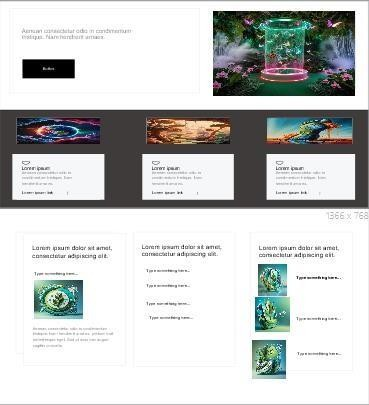 Aenean consectetur odio in condimentum
tristique. Nam hendrerit ornare.
Button
Lorem ipsum
Aenean consectetur odio in
condimentum tristique. Nam
hendrerit ornare.
Lorem ipsum link
Lorem ipsum
Aenean consectetur odio in
condimentum tristique. Nam
hendrerit ornare.
Lorem ipsum link
Lorem ipsum
Aenean consectetur odio in
condimentum tristique. Nam
hendrerit ornare.
Lorem ipsum link
1366 x 768
Lorem ipsum dolor sit amet,
consectetur adipiscing elit.
Type something here...
Aenean consectetur odio in condimentum
Lorem ipsum dolor sit amet,
consectetur adipiscing elit.
Type something here...
Type something here...
Type something here...
Type something here...
Lorem ipsum dolor sit amet,
consectetur adipiscing elit.
Type something here...
Type something here...
Type something here...